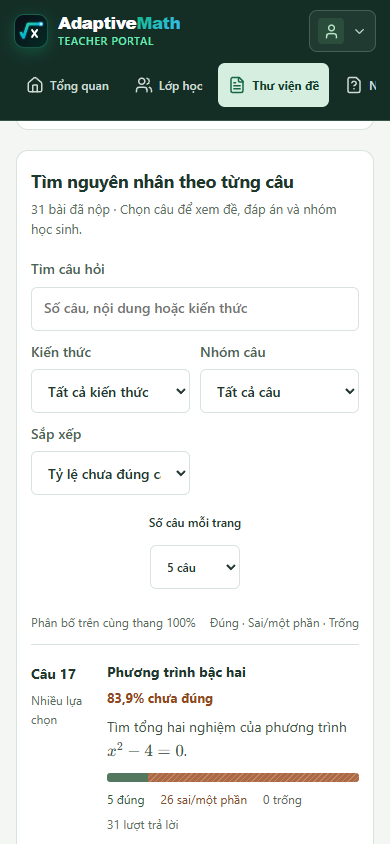 AdaptiveMath
TEACHER PORTAL
Tổng quan
Lớp học
Thư viện đề
N
Tìm nguyên nhân theo từng câu
31 bài đã nộp · Chọn câu để xem đề, đáp án và nhóm
học sinh.
Tìm câu hỏi
Số câu, nội dung hoặc kiến thức
Kiến thức
Nhóm câu
Tất cả kiến thức
Tất cả câu
Sắp xếp
Tỷ lệ chưa đúng c
Số câu mỗi trang
5 câu
Phân bố trên cùng thang 100%
Đúng · Sai/một phần · Trống
Câu 17
Nhiều lựa
chọn
Phương trình bậc hai
83,9% chưa đúng
Tìm tổng hai nghiệm của phương trình
x² − 4 = 0.
5 đúng
26 sai/một phần
0 trống
31 lượt trả lời